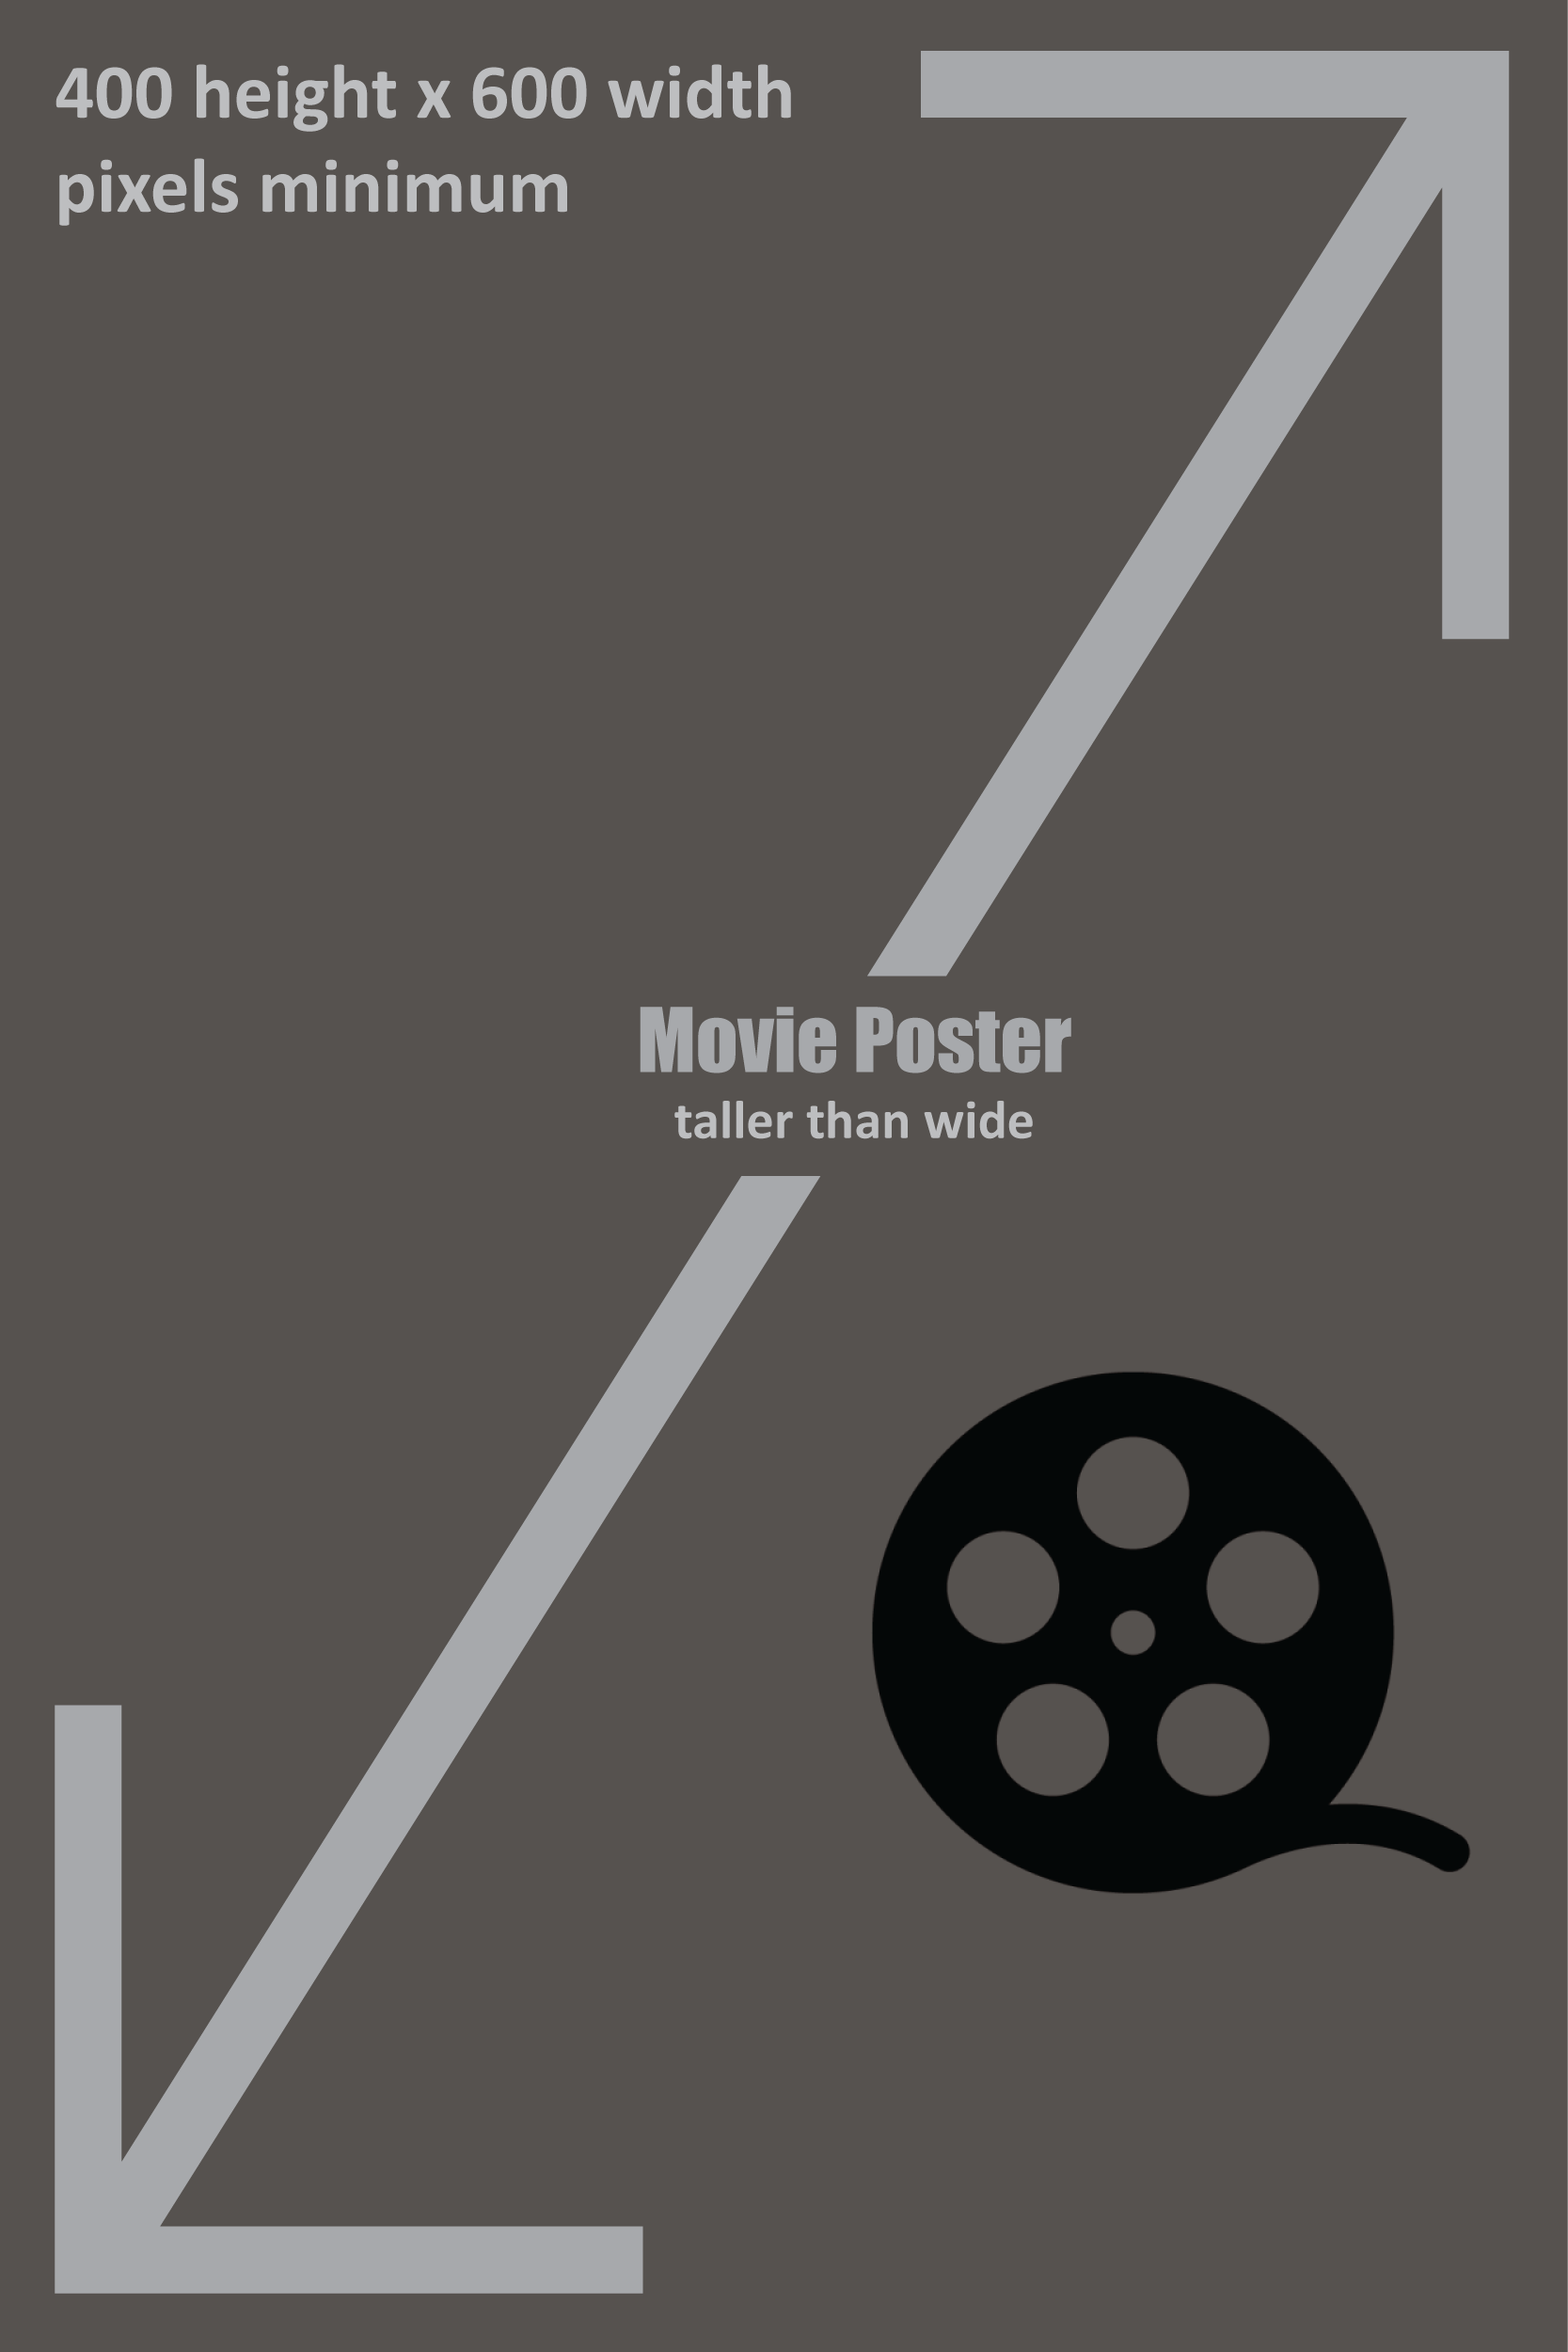 400 height x 600 width
pixels minimum
Movie Poster
taller than wide